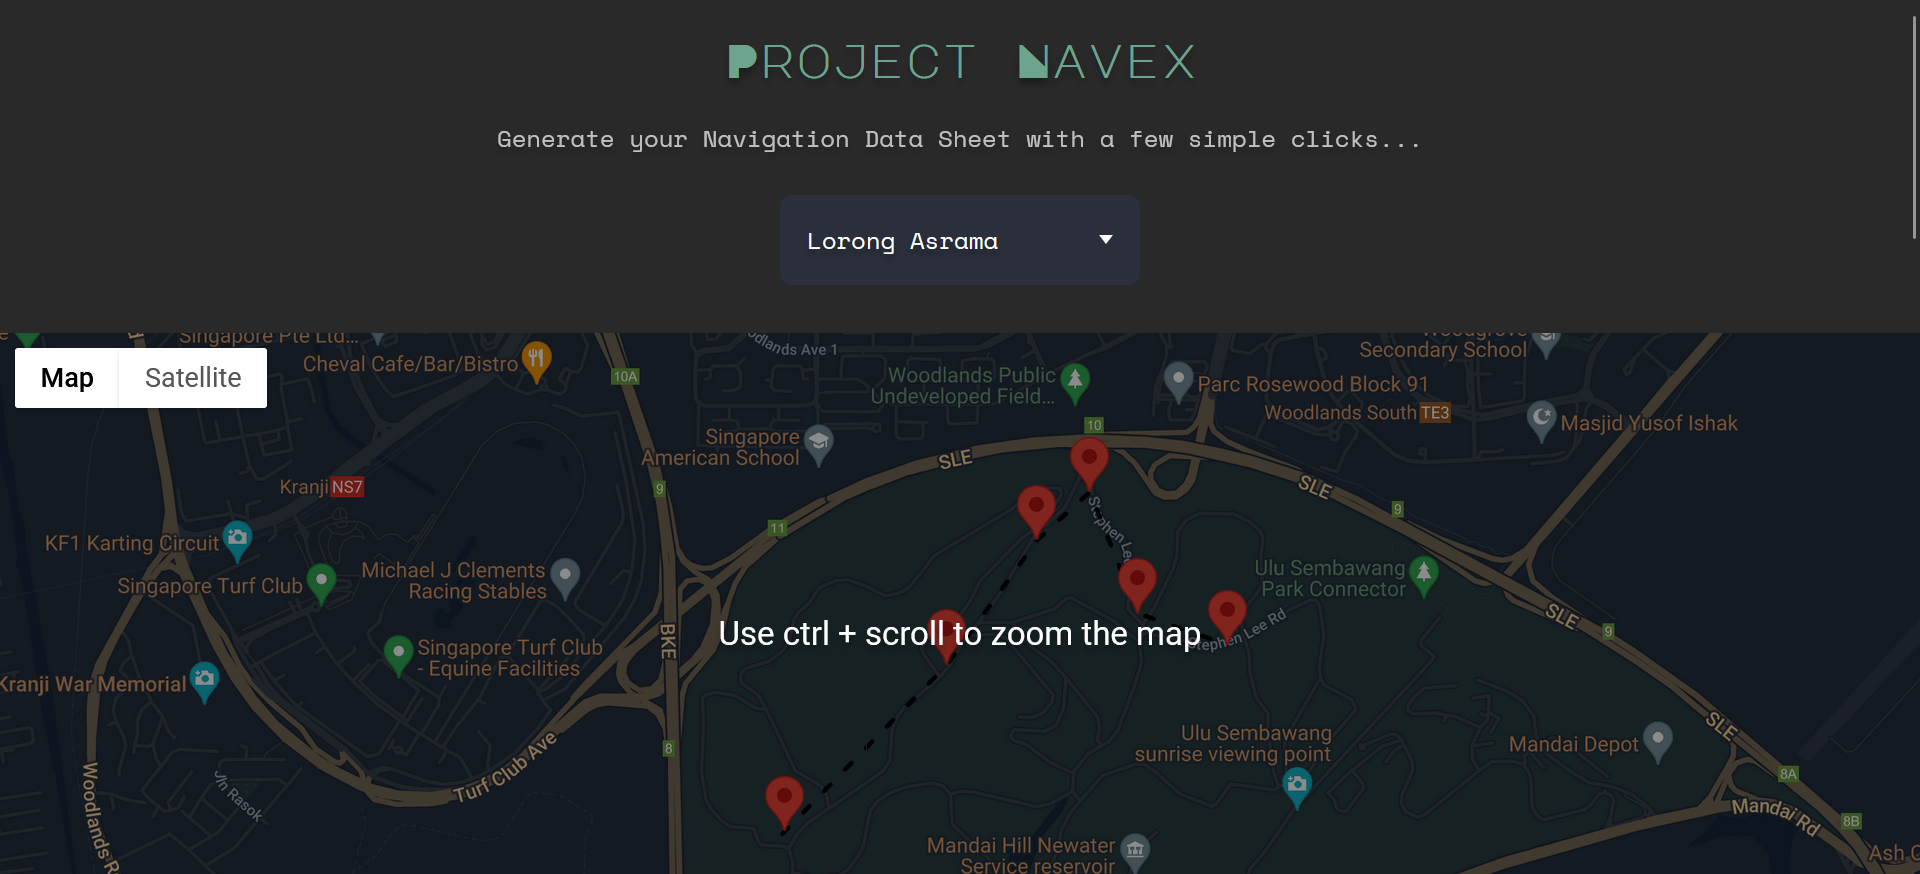 PROJECT NAVEX
Generate your Navigation Data Sheet with a few simple clicks...
Lorong Asrama
Map
Satellite
Singapore Pte Ltd...
Cheval Cafe/Bar/Bistro
10A
Woodlands Public
Undeveloped Field...
odlands Ave 1
Secondary School
Parc Rosewood Block 91
Woodlands South TE3
Masjid Yusof Ishak
10
Singapore
American School
SLE
SLE
Kranji NS7
9
9
11
Stephen Lee
KF1 Karting Circuit
Singapore Turf Club
Michael J Clements
Racing Stables
Ulu Sembawang
Park Connector
SLE
9
BKE
Use ctrl + scroll to zoom the map
Stephen Lee Rd
Singapore Turf Club
- Equine Facilities
Kranji War Memorial
Ulu Sembawang
sunrise viewing point
SLE
Mandai Depot
8
Turf Club Ave
Jln Rasok
Woodlands R
8A
Mandai Rd
8B
Mandai Hill Newater
Service reservoir
Ash C